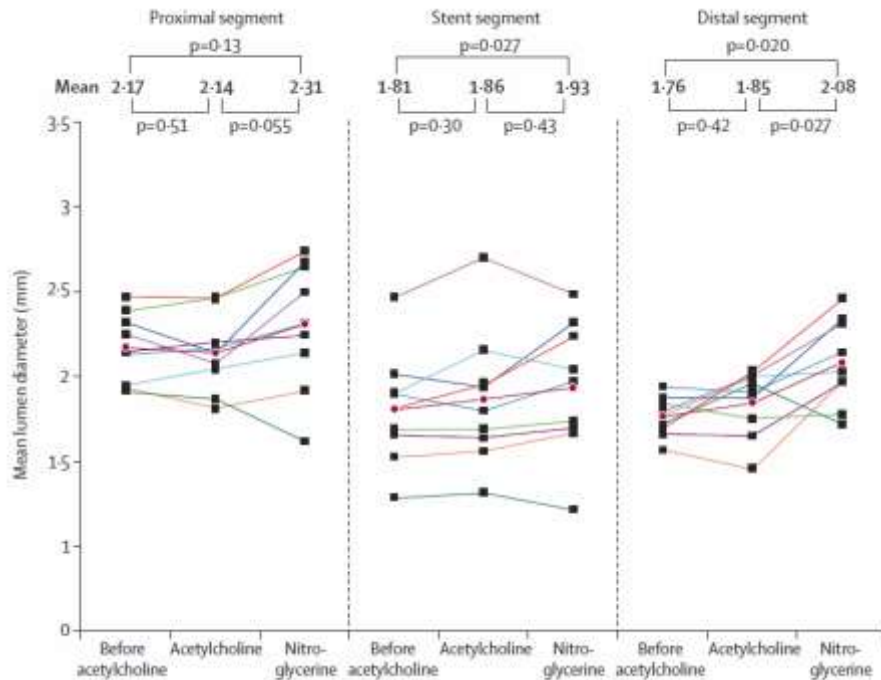 Proximal segment Stent segment Distal segment
p=0·13 p=0·027 p=0·020
Mean 2·17 2·14 2·31 1·81 1·86 1·93 1·76 1·85 2·08
p=0·51 p=0·055 p=0·30 p=0·43 p=0·42 p=0·027
3·5
3
2·5
2
1·5
1
0
Mean lumen diameter (mm)
Before Acetylcholine Nitro- Before Acetylcholine Nitro- Before Acetylcholine Nitro-
acetylcholine glycerine acetylcholine glycerine acetylcholine glycerine